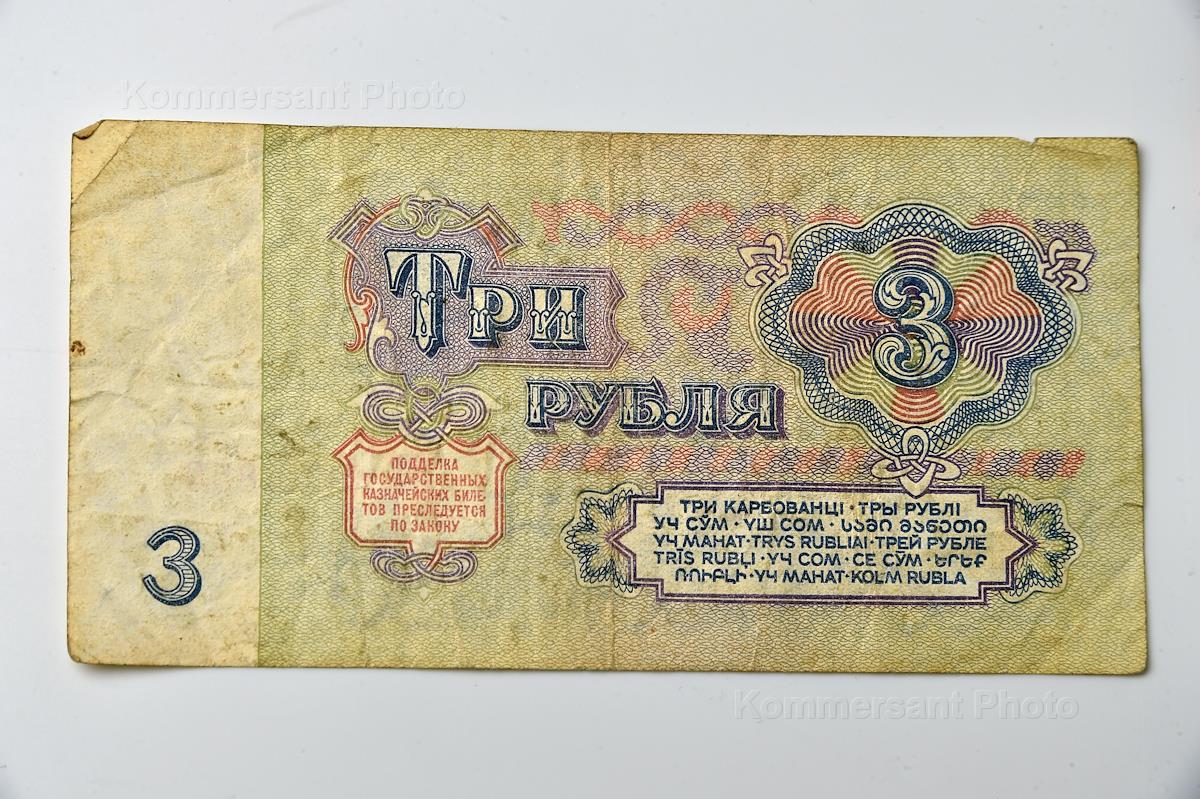 Kommersant Photo
ТРИ
РУБЛЯ
3
ПОДДЕЛКА
ГОСУДАРСТВЕННЫХ
КАЗНАЧЕЙСКИХ БИЛЕ-
ТОВ ПРЕСЛЕДУЕТСЯ
ПО ЗАКОНУ
3
ТРИ КАРБОВАНЦІ · ТРЫ РУБЛІ
УЧ СЎМ · ҮШ СОМ · ᲡᲐᲛᲘ ᲛᲐᲜᲔᲗᲘ
ҮЧ МАНАТ · TRYS RUBLIAI · ТРЕЙ РУБЛЕ
TRĪS RUBĻI · ҮЧ СОМ · СЕ СӮМ · ԵՐԵՔ
ՌՈՒԲԼԻ · ҮЧ МАНАТ · KOLM RUBLA
Kommersant Photo